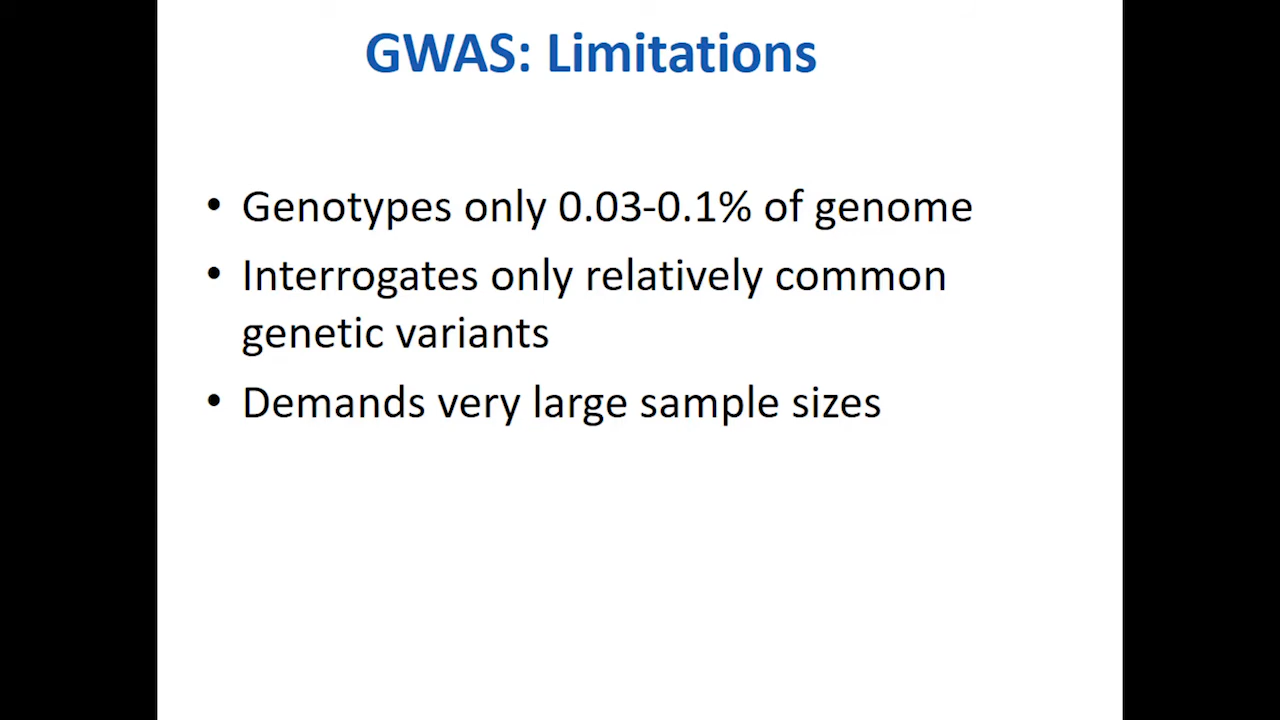 GWAS: Limitations
• Genotypes only 0.03-0.1% of genome
• Interrogates only relatively common
genetic variants
• Demands very large sample sizes